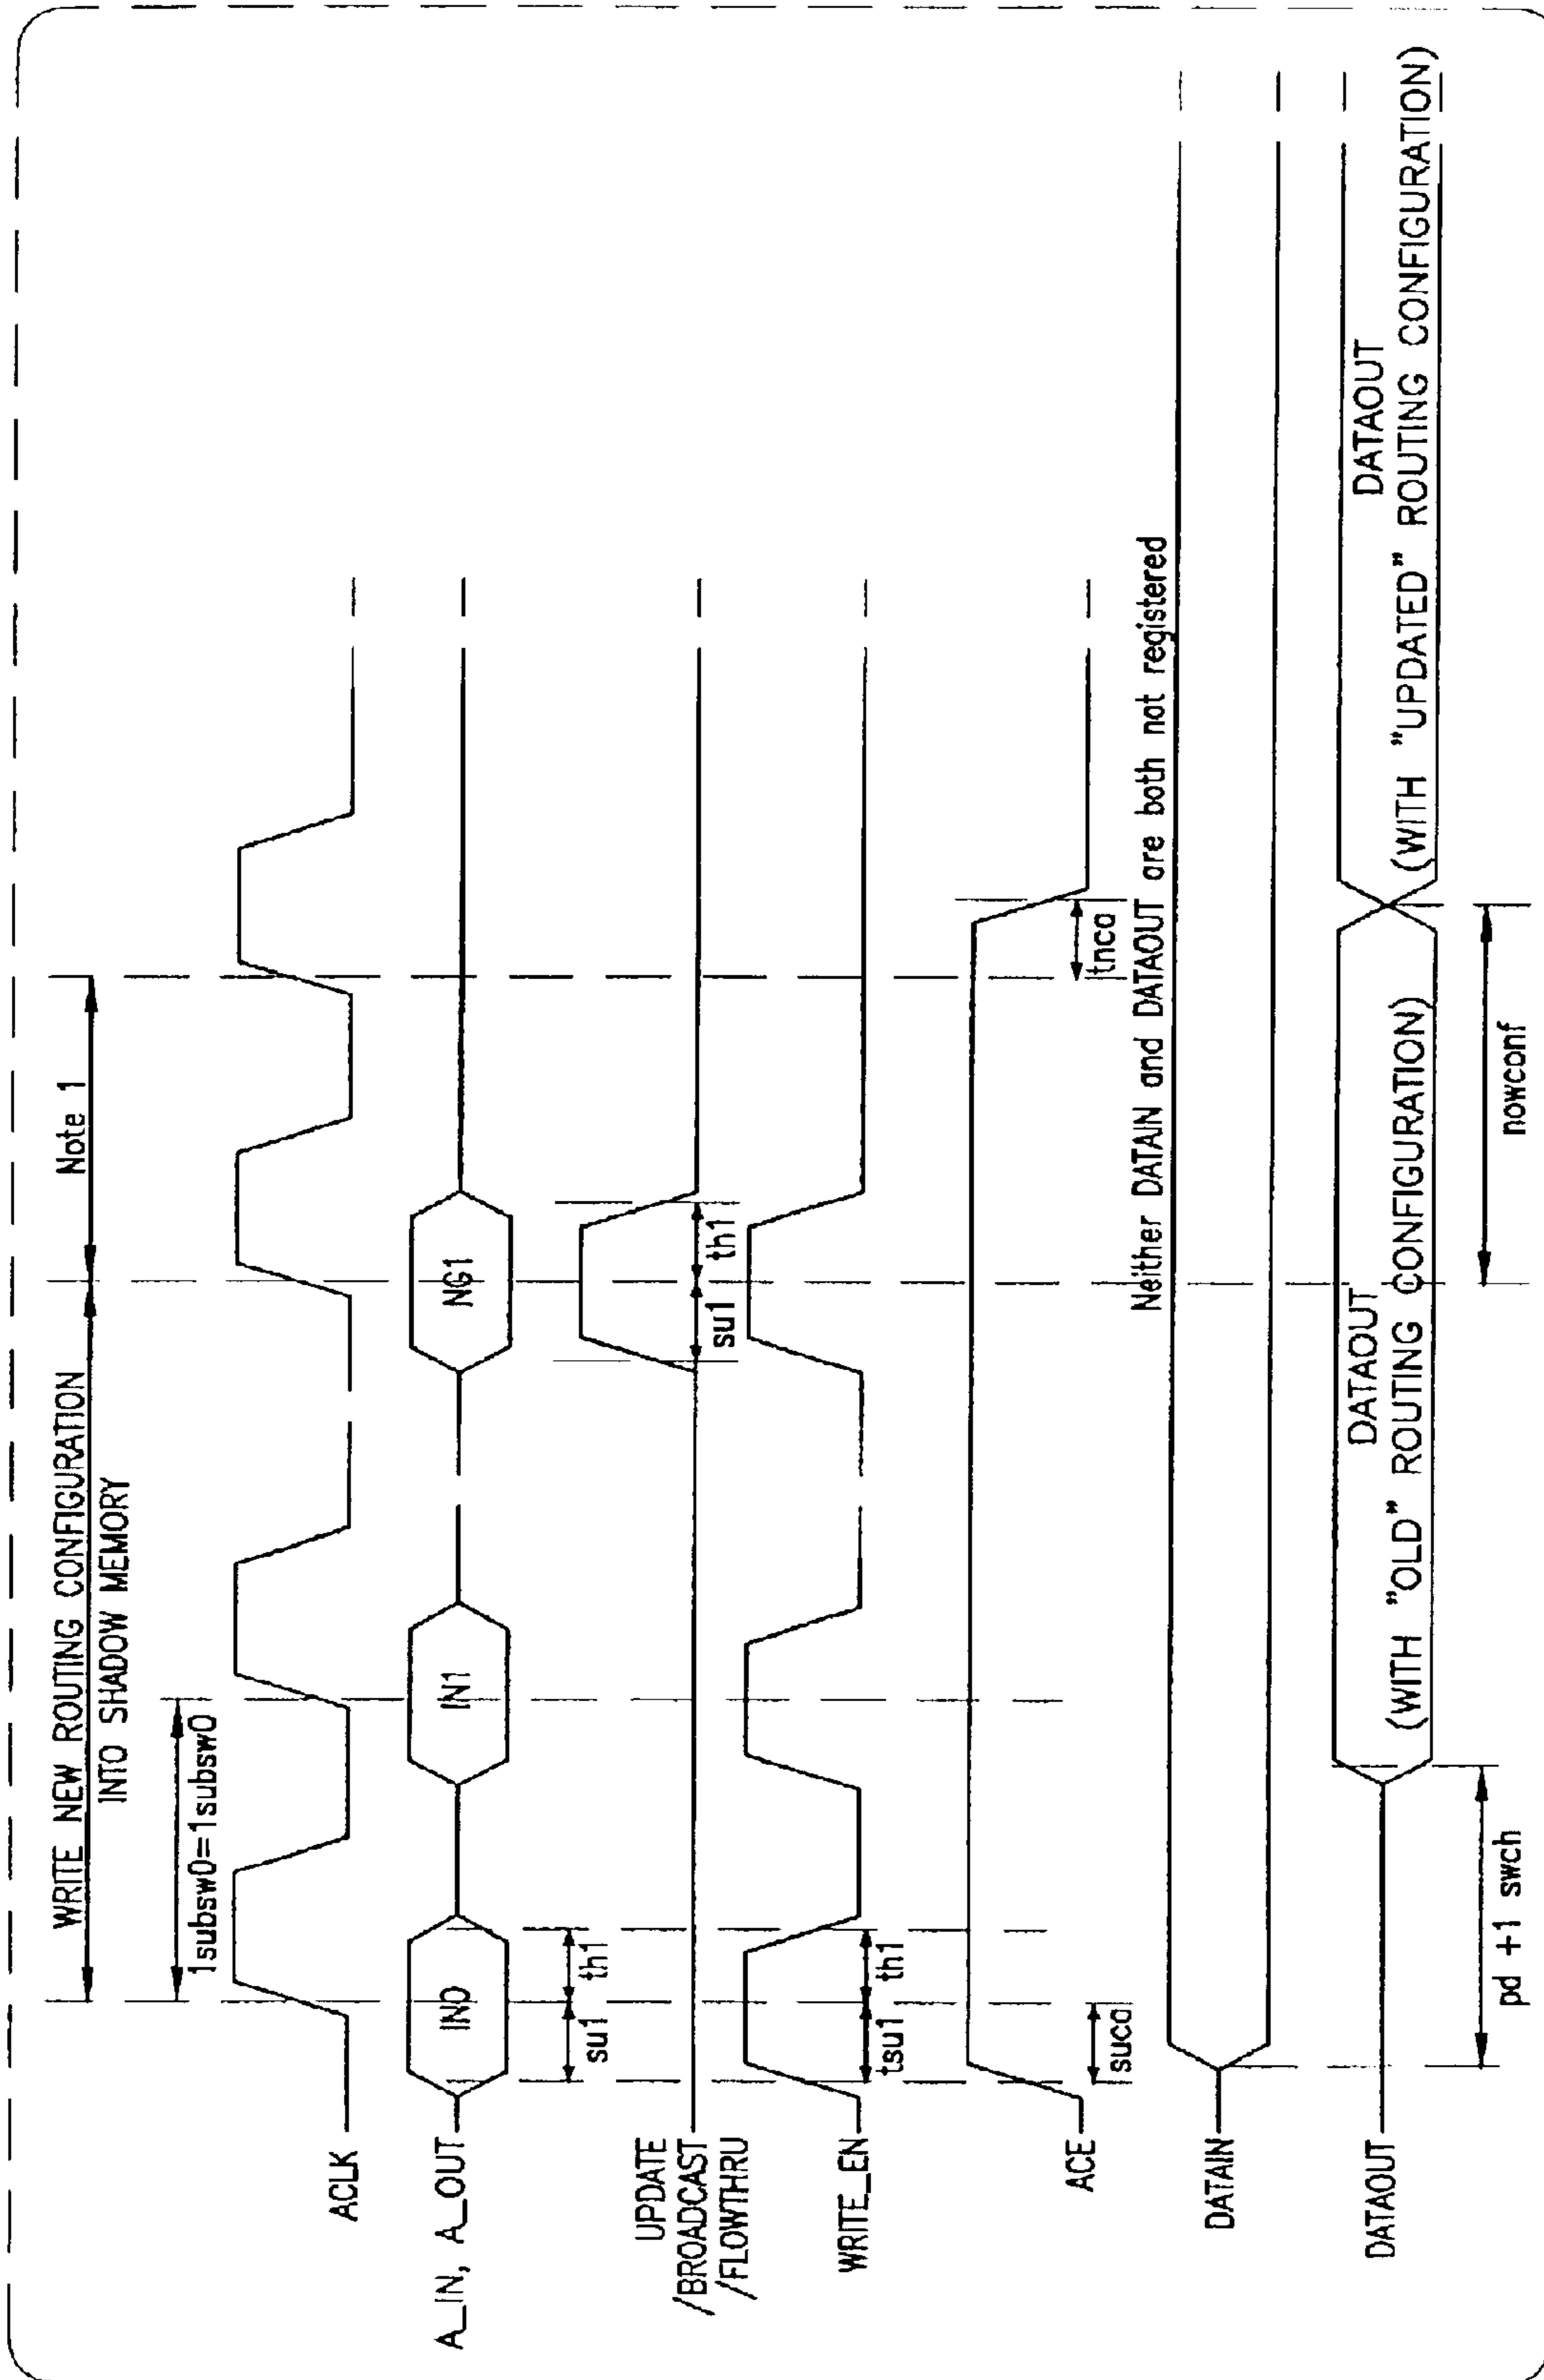 WRITE NEW ROUTING CONFIGURATION
INTO SHADOW MEMORY
Note 1
1subsw0=1subsw0
ACLK
A_IN, A_OUT
IN0
IN1
NG1
su1
th1
UPDATE
/BROADCAST
/FLOWTHRU
su1
th1
WRITE_EN
tsu1
th1
ACE
suca
tnca
Neither DATAIN and DATAOUT are both not registered
DATAIN
DATAOUT
DATAOUT
(WITH "OLD" ROUTING CONFIGURATION)
DATAOUT
(WITH "UPDATED" ROUTING CONFIGURATION)
pd +1 swch
nowconf